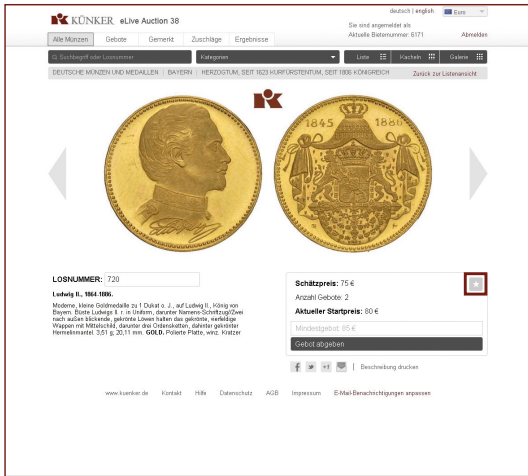 deutsch | english
Euro
KÜNKER eLive Auction 38
Sie sind angemeldet als
Aktuelle Bieternummer: 6171
Abmelden
Alle Münzen Gebote Gemerkt Zuschläge Ergebnisse
Suchbegriff oder Losnummer
Kategorien
Liste Kacheln Galerie
DEUTSCHE MÜNZEN UND MEDAILLEN | BAYERN | HERZOGTUM, SEIT 1623 KURFÜRSTENTUM, SEIT 1806 KÖNIGREICH
Zurück zur Listenansicht
1845 1886
LOSNUMMER: 720
Ludwig II., 1864-1886.
Moderne, kleine Goldmedaille zu 1 Dukat o. J., auf Ludwig II., König von
Bayern. Büste Ludwigs II. r. in Uniform, darunter Namens-Schriftzug//Zwei
nach außen blickende, gekrönte Löwen halten das gekrönte, vierfeldige
Wappen mit Mittelschild, darunter drei Ordensketten, dahinter gekrönter
Hermelinmantel. 3,51 g; 20,11 mm. GOLD. Polierte Platte, winz. Kratzer
Schätzpreis: 75 €
Anzahl Gebote: 2
Aktueller Startpreis: 80 €
Mindestgebot: 85 €
Gebot abgeben
Beschreibung drucken
www.kuenker.de Kontakt Hilfe Datenschutz AGB Impressum E-Mail-Benachrichtigungen anpassen